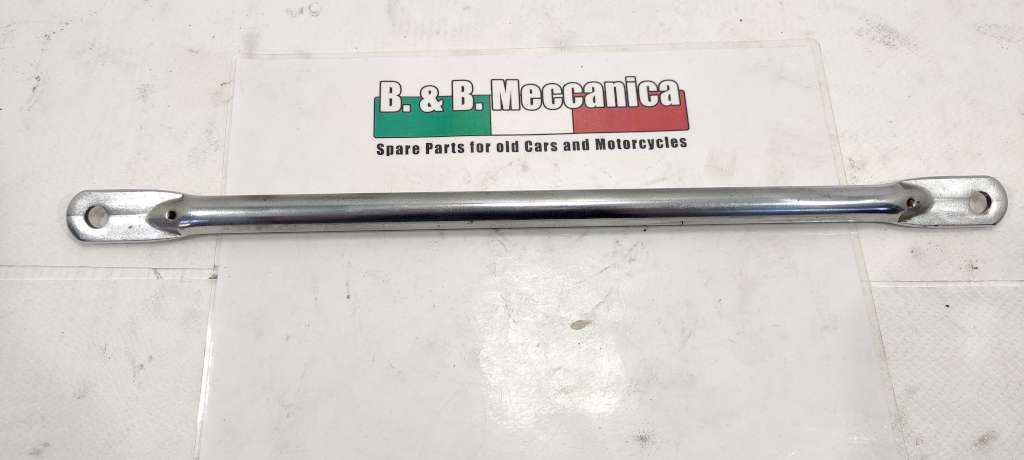 B. & B. Meccanica
Spare Parts for old Cars and Motorcycles